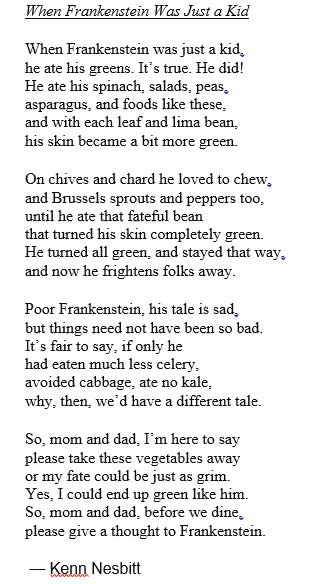 When Frankenstein Was Just a Kid
When Frankenstein was just a kid,
he ate his greens. It's true. He did!
He ate his spinach, salads, peas,
asparagus, and foods like these,
and with each leaf and lima bean,
his skin became a bit more green.
On chives and chard he loved to chew,
and Brussels sprouts and peppers too,
until he ate that fateful bean
that turned his skin completely green.
He turned all green, and stayed that way,
and now he frightens folks away.
Poor Frankenstein, his tale is sad,
but things need not have been so bad.
It's fair to say, if only he
had eaten much less celery,
avoided cabbage, ate no kale,
why, then, we'd have a different tale.
So, mom and dad, I'm here to say
please take these vegetables away
or my fate could be just as grim.
Yes, I could end up green like him.
So, mom and dad, before we dine,
please give a thought to Frankenstein.
— Kenn Nesbitt